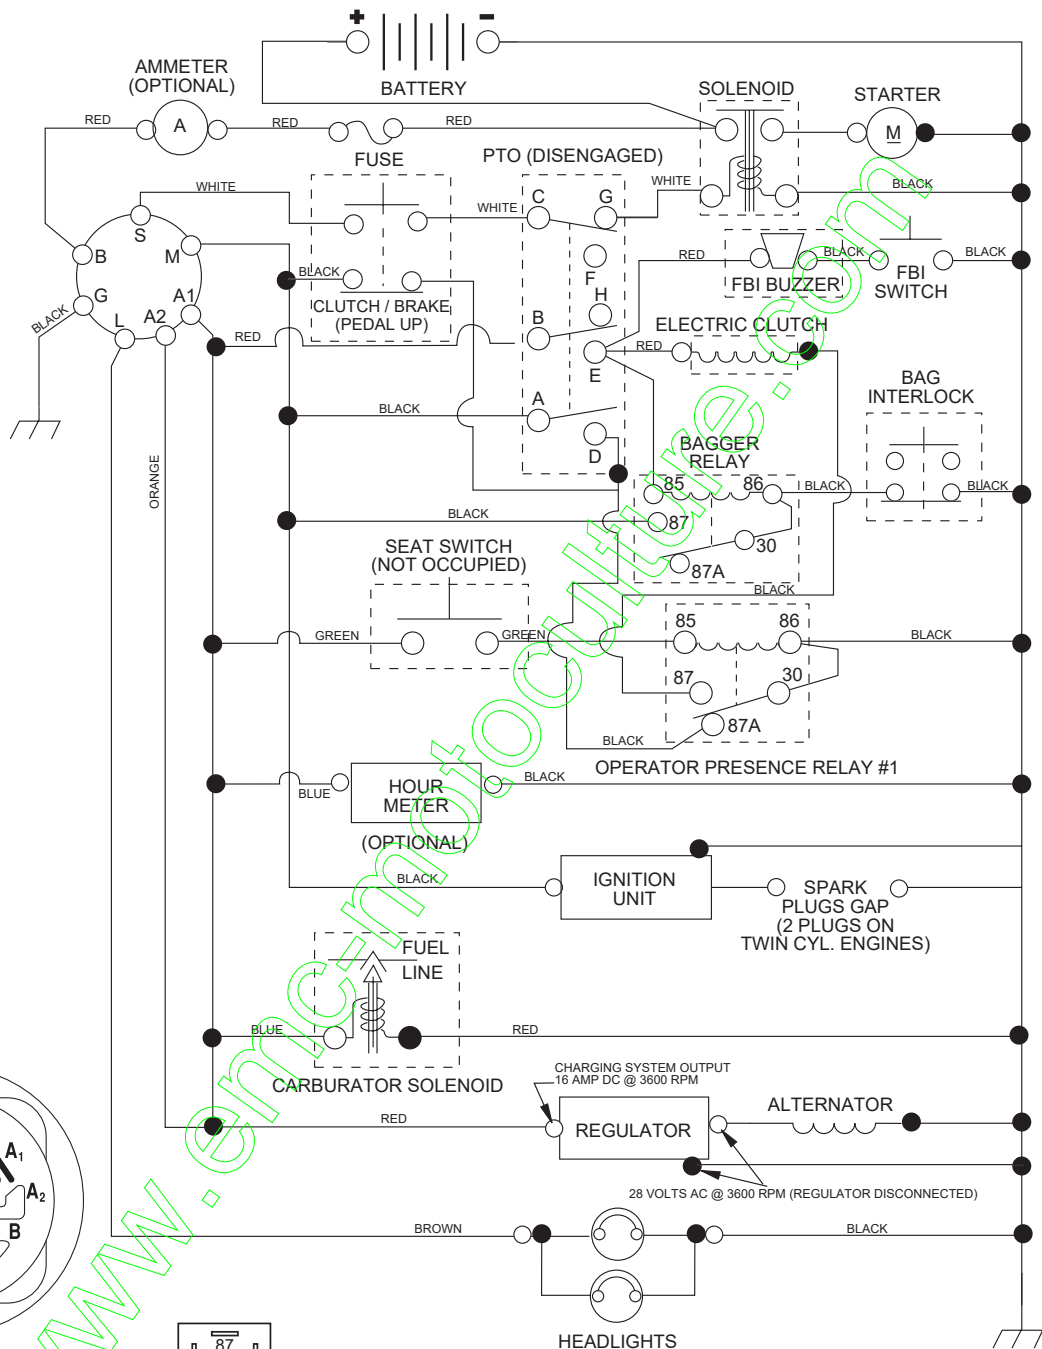 + -
BATTERY
AMMETER
(OPTIONAL)
SOLENOID
STARTER
RED
A
RED
RED
M
FUSE
PTO (DISENGAGED)
WHITE
WHITE
BLACK
C
G
WHITE
S
B
M
F
RED
BLACK
BLACK
FBI BUZZER
FBI
SWITCH
BLACK
G
A1
A2
L
CLUTCH / BRAKE
(PEDAL UP)
H
B
BLACK
RED
ELECTRIC CLUTCH
RED
E
BAG
INTERLOCK
A
BLACK
D
BAGGER
RELAY
ORANGE
85
86
BLACK
BLACK
BLACK
87
30
87A
SEAT SWITCH
(NOT OCCUPIED)
BLACK
85
86
GREEN
GREEN
BLACK
87
30
87A
BLACK
OPERATOR PRESENCE RELAY #1
BLUE
HOUR
METER
BLACK
(OPTIONAL)
BLACK
IGNITION
UNIT
SPARK
PLUGS GAP
(2 PLUGS ON
TWIN CYL. ENGINES)
FUEL
LINE
BLUE
RED
CARBURATOR SOLENOID
CHARGING SYSTEM OUTPUT
16 AMP DC @ 3600 RPM
RED
REGULATOR
ALTERNATOR
28 VOLTS AC @ 3600 RPM (REGULATOR DISCONNECTED)
A1
A2
B
BROWN
BLACK
HEADLIGHTS
87
www.emc-motoculture.com